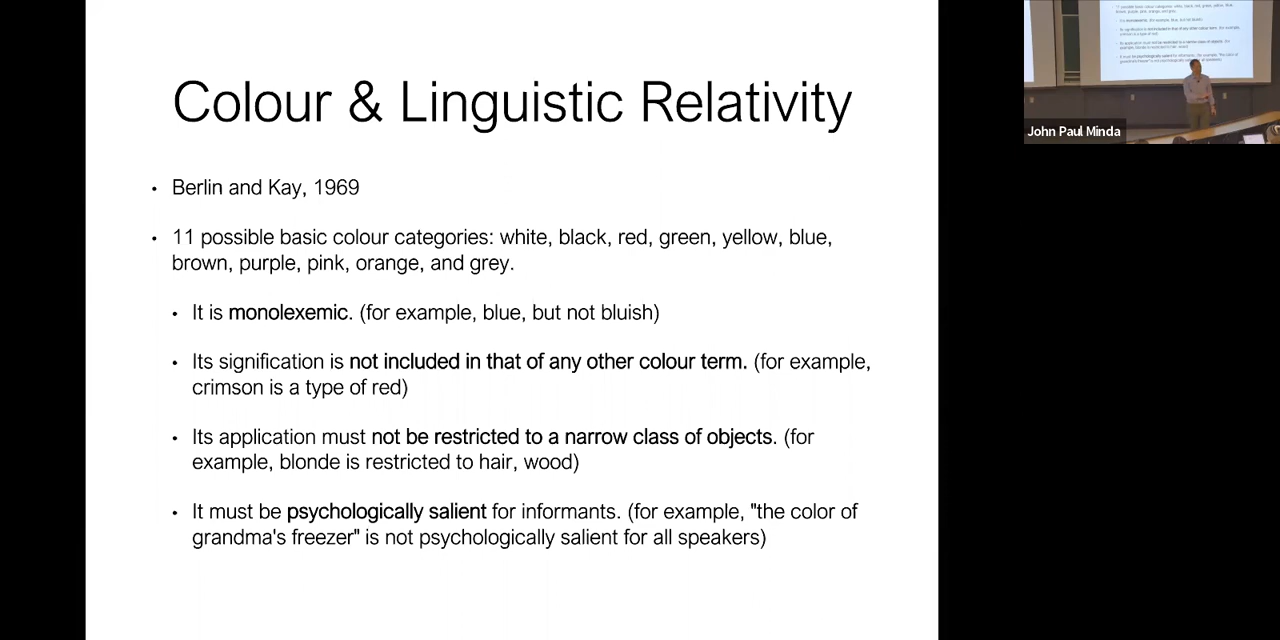 Colour & Linguistic Relativity
• Berlin and Kay, 1969
• 11 possible basic colour categories: white, black, red, green, yellow, blue,
brown, purple, pink, orange, and grey.
• It is monolexemic. (for example, blue, but not bluish)
• Its signification is not included in that of any other colour term. (for example,
crimson is a type of red)
• Its application must not be restricted to a narrow class of objects. (for
example, blonde is restricted to hair, wood)
• It must be psychologically salient for informants. (for example, "the color of
grandma's freezer" is not psychologically salient for all speakers)
John Paul Minda